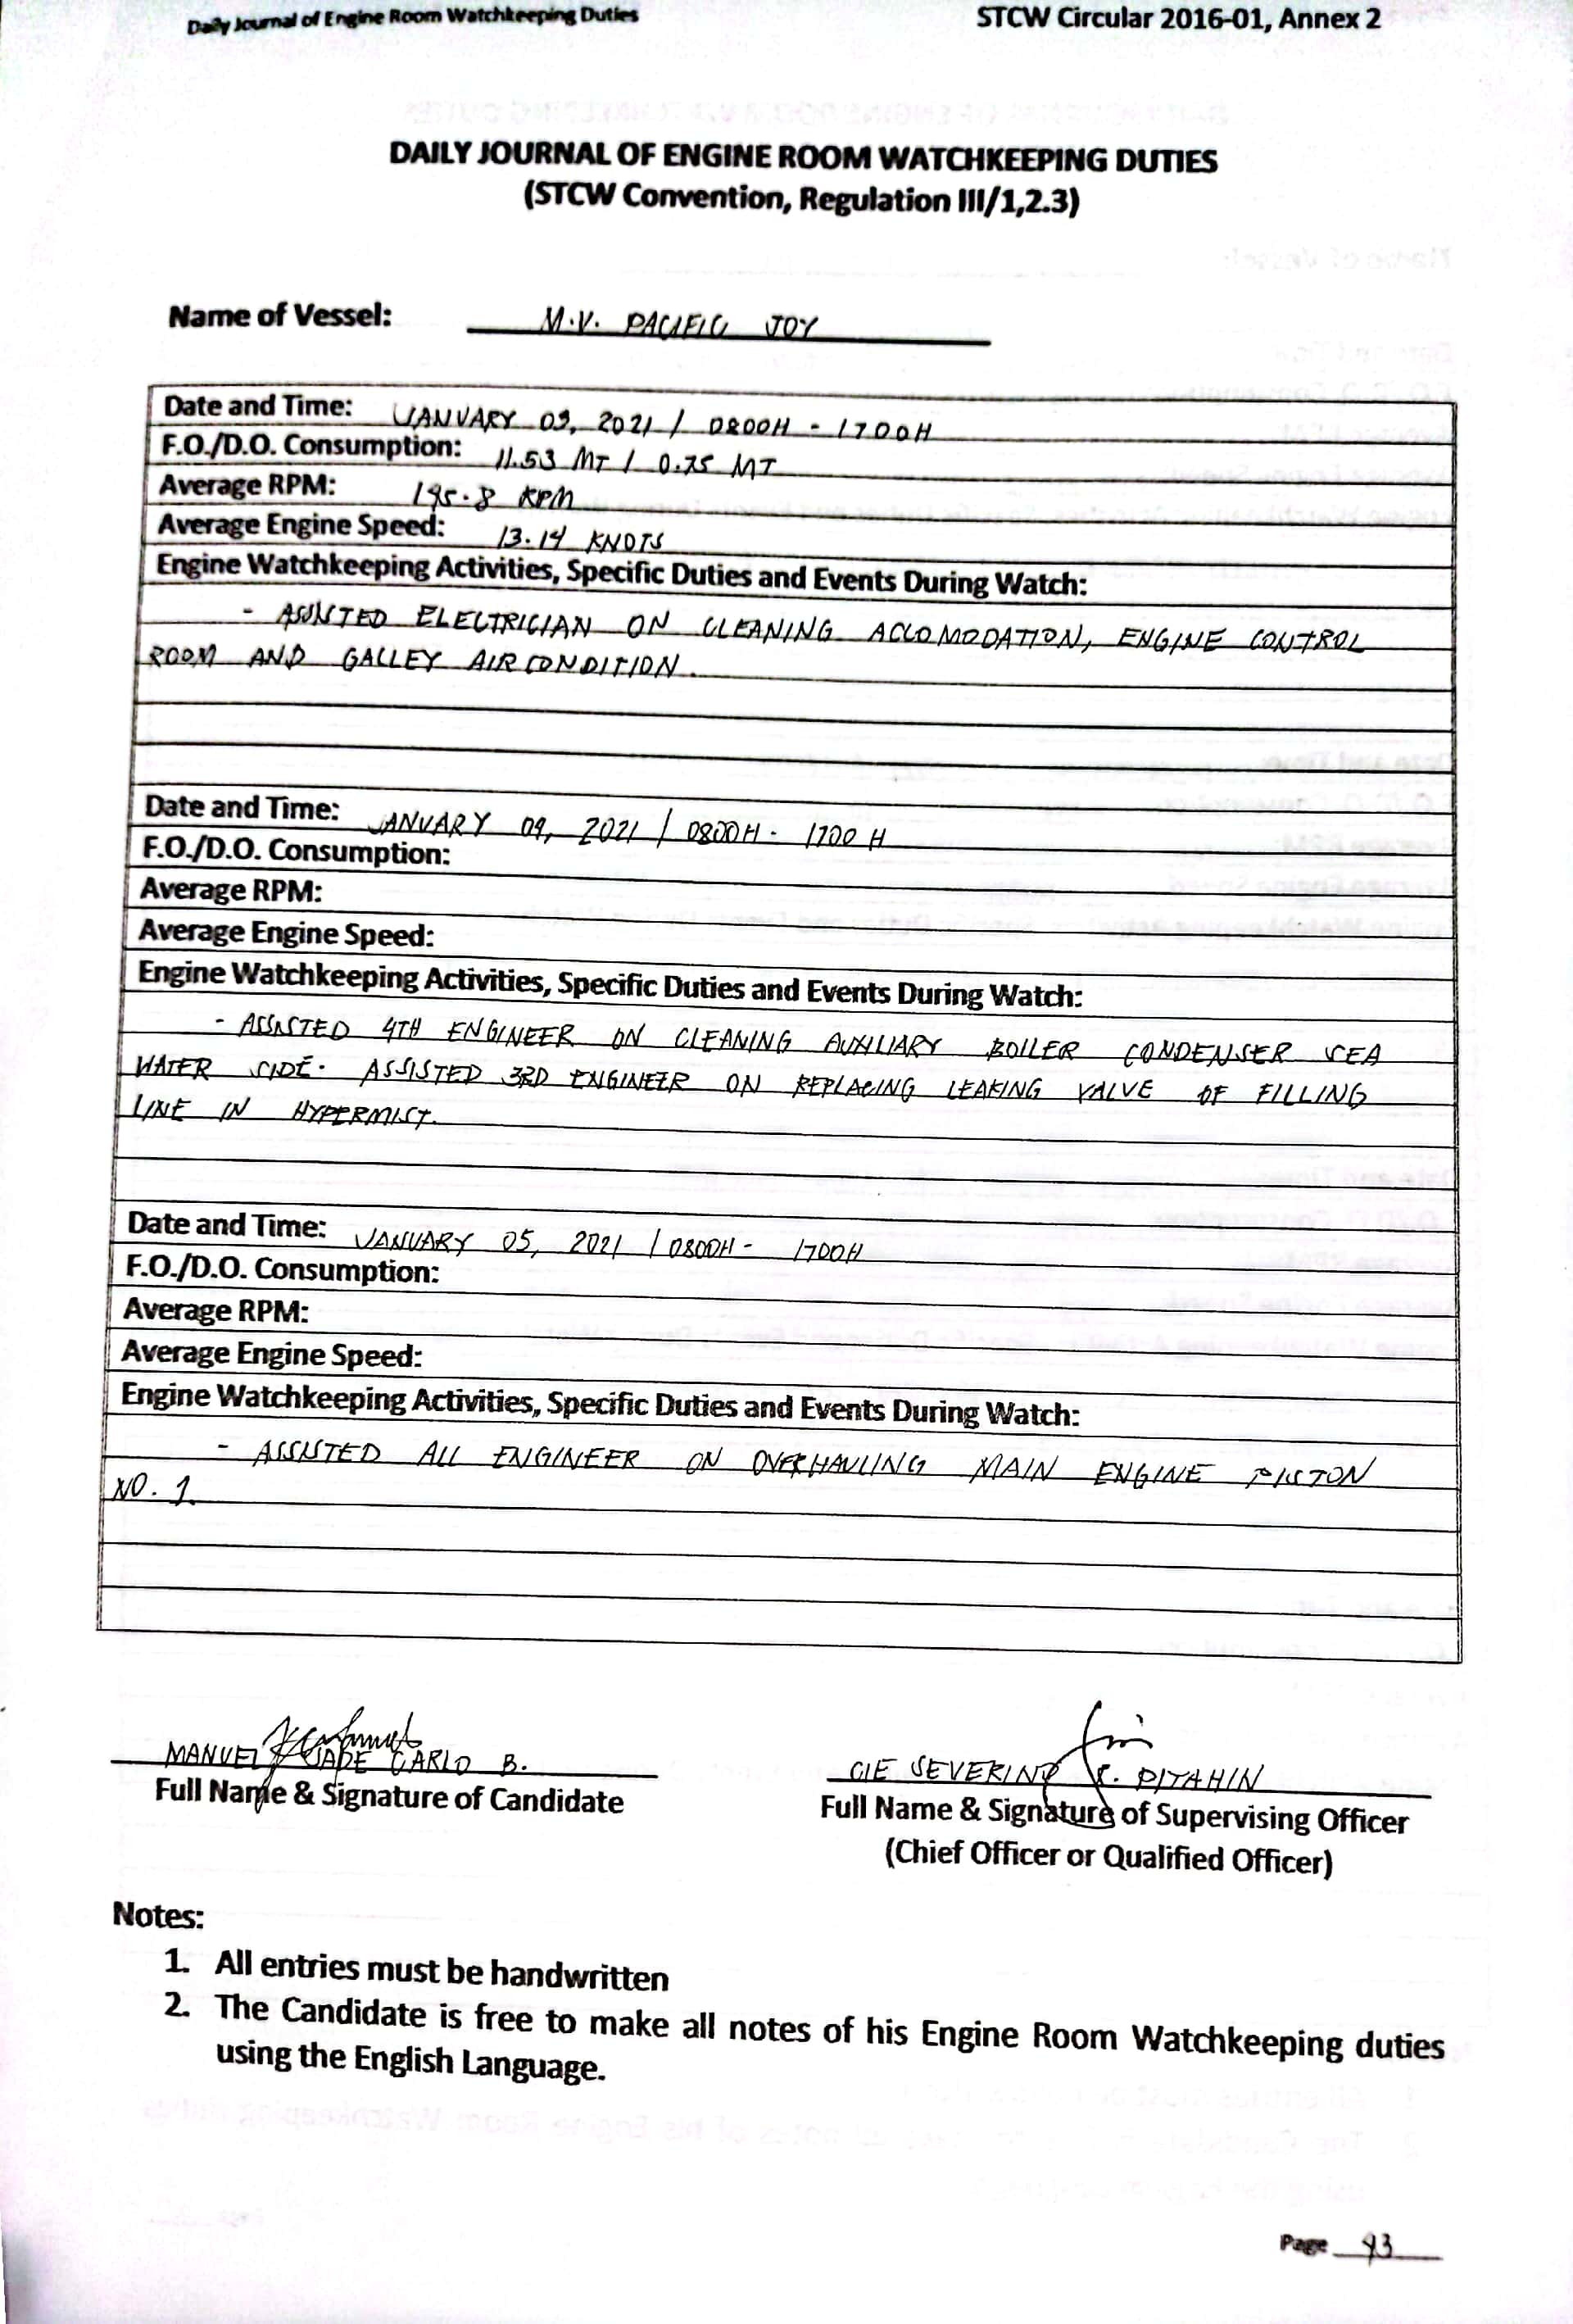 Daily Journal of Engine Room Watchkeeping Duties
STCW Circular 2016-01, Annex 2
DAILY JOURNAL OF ENGINE ROOM WATCHKEEPING DUTIES
(STCW Convention, Regulation III/1,2.3)
Name of Vessel: M.V. PACIFIC JOY
Date and Time: JANUARY 03, 2021 / 0800H - 1700H
F.O./D.O. Consumption: 11.53 MT / 0.75 MT
Average RPM: 195.8 RPM
Average Engine Speed: 13.14 KNOTS
Engine Watchkeeping Activities, Specific Duties and Events During Watch:
- ASSISTED ELECTRICIAN ON CLEANING ACCOMODATION, ENGINE CONTROL
ROOM AND GALLEY AIRCONDITION.
Date and Time: JANUARY 04, 2021 / 0800H - 1700 H
F.O./D.O. Consumption:
Average RPM:
Average Engine Speed:
Engine Watchkeeping Activities, Specific Duties and Events During Watch:
- ASSISTED 4TH ENGINEER ON CLEANING AUXILIARY BOILER CONDENSER SEA
WATER SIDE. ASSISTED 3RD ENGINEER ON REPLACING LEAKING VALVE OF FILLING
LINE IN HYPERMIST.
Date and Time: JANUARY 05, 2021 / 0800H - 1700H
F.O./D.O. Consumption:
Average RPM:
Average Engine Speed:
Engine Watchkeeping Activities, Specific Duties and Events During Watch:
- ASSISTED ALL ENGINEER ON OVERHAULING MAIN ENGINE PISTON
NO. 1.
MANUEL JADE CARLO B.
Full Name & Signature of Candidate
SEVERINO R. PITAHIN
Full Name & Signature of Supervising Officer
(Chief Officer or Qualified Officer)
Notes:
1. All entries must be handwritten
2. The Candidate is free to make all notes of his Engine Room Watchkeeping duties
using the English Language.
Page 43